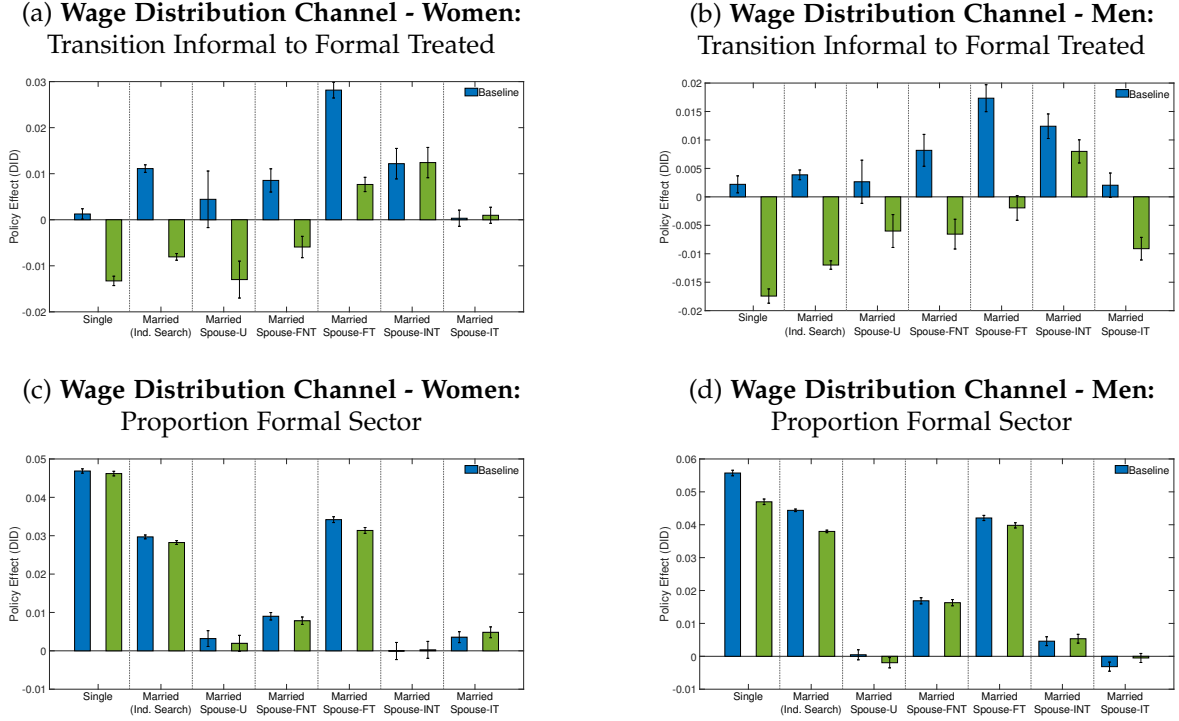 (a) Wage Distribution Channel - Women:
Transition Informal to Formal Treated
0.03
0.02
0.01
0
-0.01
-0.02
Policy Effect (DID)
Baseline
Single
Married
(Ind. Search)
Married
Spouse-U
Married
Spouse-FNT
Married
Spouse-FT
Married
Spouse-INT
Married
Spouse-IT
(b) Wage Distribution Channel - Men:
Transition Informal to Formal Treated
0.02
0.015
0.01
0.005
0
-0.005
-0.01
-0.015
-0.02
Policy Effect (DID)
Baseline
Single
Married
(Ind. Search)
Married
Spouse-U
Married
Spouse-FNT
Married
Spouse-FT
Married
Spouse-INT
Married
Spouse-IT
(c) Wage Distribution Channel - Women:
Proportion Formal Sector
0.05
0.04
0.03
0.02
0.01
0
-0.01
Policy Effect (DID)
Baseline
Single
Married
(Ind. Search)
Married
Spouse-U
Married
Spouse-FNT
Married
Spouse-FT
Married
Spouse-INT
Married
Spouse-IT
(d) Wage Distribution Channel - Men:
Proportion Formal Sector
0.06
0.05
0.04
0.03
0.02
0.01
0
-0.01
Policy Effect (DID)
Baseline
Single
Married
(Ind. Search)
Married
Spouse-U
Married
Spouse-FNT
Married
Spouse-FT
Married
Spouse-INT
Married
Spouse-IT